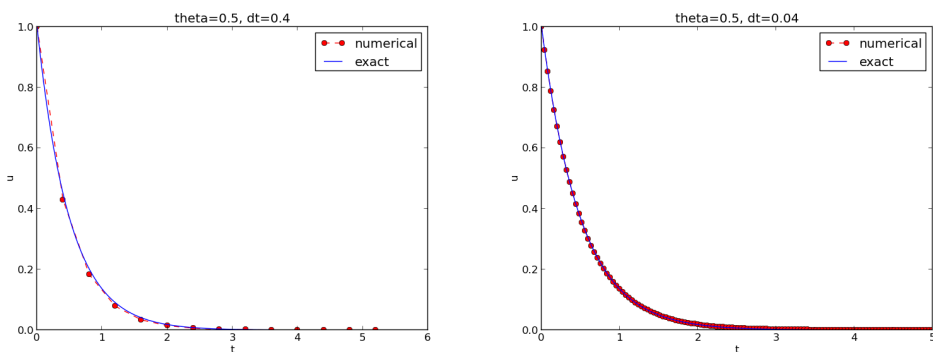 theta=0.5, dt=0.4
1.0
numerical
exact
0.8
0.6
u
0.4
0.2
0.0
0 1 2 3 4 5 6
t
theta=0.5, dt=0.04
1.0
numerical
exact
0.8
0.6
u
0.4
0.2
0.0
0 1 2 3 4 5
t